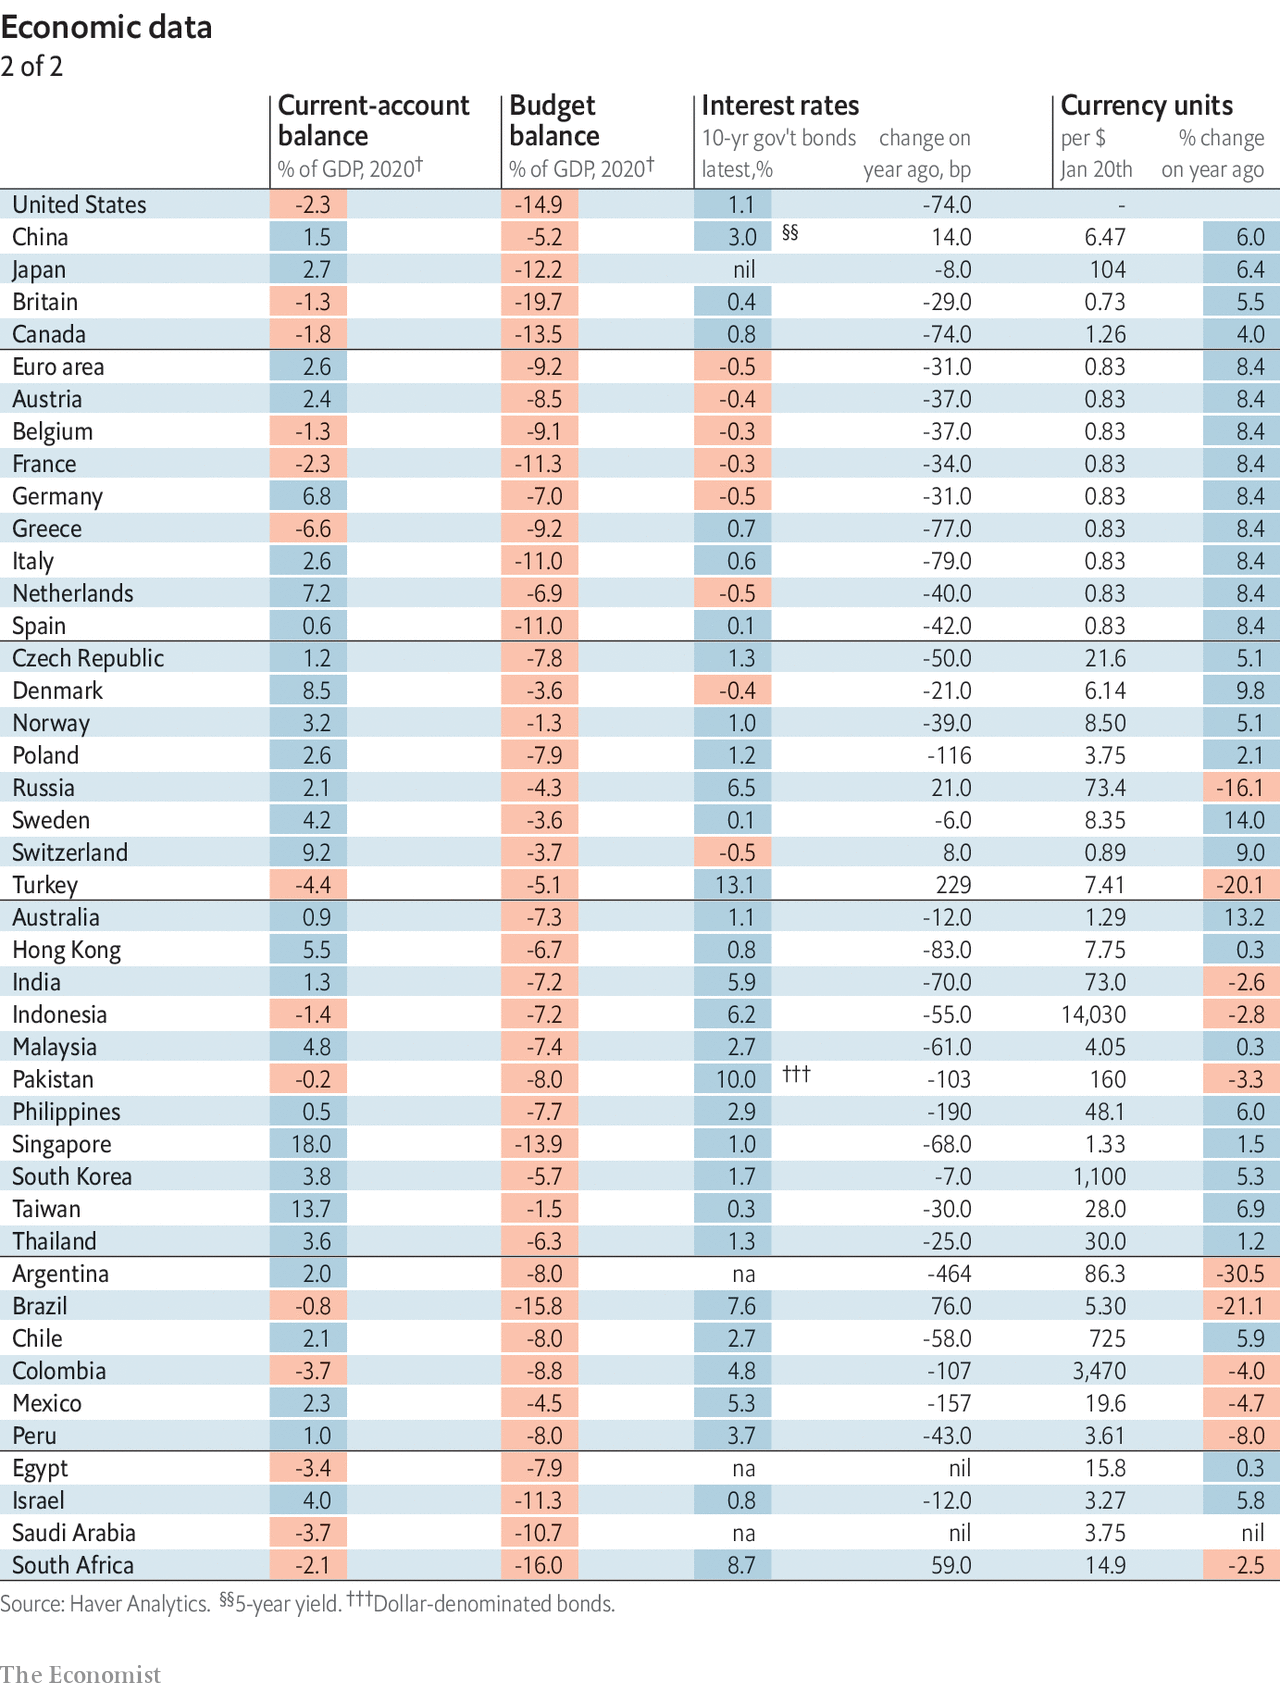 Economic data
2 of 2
Current-account balance % of GDP, 2020† Budget balance % of GDP, 2020† Interest rates 10-yr gov't bonds latest,% change on year ago, bp Currency units per $ Jan 20th % change on year ago
United States -2.3 -14.9 1.1 -74.0 -
China 1.5 -5.2 3.0 §§ 14.0 6.47 6.0
Japan 2.7 -12.2 nil -8.0 104 6.4
Britain -1.3 -19.7 0.4 -29.0 0.73 5.5
Canada -1.8 -13.5 0.8 -74.0 1.26 4.0
Euro area 2.6 -9.2 -0.5 -31.0 0.83 8.4
Austria 2.4 -8.5 -0.4 -37.0 0.83 8.4
Belgium -1.3 -9.1 -0.3 -37.0 0.83 8.4
France -2.3 -11.3 -0.3 -34.0 0.83 8.4
Germany 6.8 -7.0 -0.5 -31.0 0.83 8.4
Greece -6.6 -9.2 0.7 -77.0 0.83 8.4
Italy 2.6 -11.0 0.6 -79.0 0.83 8.4
Netherlands 7.2 -6.9 -0.5 -40.0 0.83 8.4
Spain 0.6 -11.0 0.1 -42.0 0.83 8.4
Czech Republic 1.2 -7.8 1.3 -50.0 21.6 5.1
Denmark 8.5 -3.6 -0.4 -21.0 6.14 9.8
Norway 3.2 -1.3 1.0 -39.0 8.50 5.1
Poland 2.6 -7.9 1.2 -116 3.75 2.1
Russia 2.1 -4.3 6.5 21.0 73.4 -16.1
Sweden 4.2 -3.6 0.1 -6.0 8.35 14.0
Switzerland 9.2 -3.7 -0.5 8.0 0.89 9.0
Turkey -4.4 -5.1 13.1 229 7.41 -20.1
Australia 0.9 -7.3 1.1 -12.0 1.29 13.2
Hong Kong 5.5 -6.7 0.8 -83.0 7.75 0.3
India 1.3 -7.2 5.9 -70.0 73.0 -2.6
Indonesia -1.4 -7.2 6.2 -55.0 14,030 -2.8
Malaysia 4.8 -7.4 2.7 -61.0 4.05 0.3
Pakistan -0.2 -8.0 10.0 ††† -103 160 -3.3
Philippines 0.5 -7.7 2.9 -190 48.1 6.0
Singapore 18.0 -13.9 1.0 -68.0 1.33 1.5
South Korea 3.8 -5.7 1.7 -7.0 1,100 5.3
Taiwan 13.7 -1.5 0.3 -30.0 28.0 6.9
Thailand 3.6 -6.3 1.3 -25.0 30.0 1.2
Argentina 2.0 -8.0 na -464 86.3 -30.5
Brazil -0.8 -15.8 7.6 76.0 5.30 -21.1
Chile 2.1 -8.0 2.7 -58.0 725 5.9
Colombia -3.7 -8.8 4.8 -107 3,470 -4.0
Mexico 2.3 -4.5 5.3 -157 19.6 -4.7
Peru 1.0 -8.0 3.7 -43.0 3.61 -8.0
Egypt -3.4 -7.9 na nil 15.8 0.3
Israel 4.0 -11.3 0.8 -12.0 3.27 5.8
Saudi Arabia -3.7 -10.7 na nil 3.75 nil
South Africa -2.1 -16.0 8.7 59.0 14.9 -2.5
Source: Haver Analytics. §§5-year yield. †††Dollar-denominated bonds.
The Economist